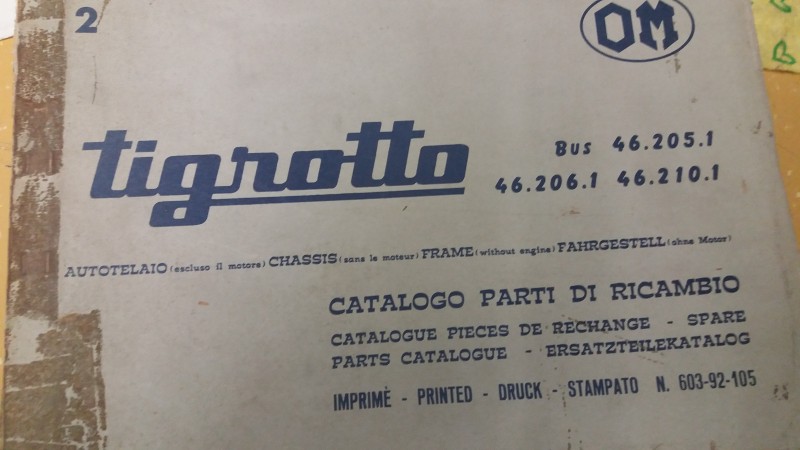 2
OM
tigrotto
Bus 46.205.1
46.206.1 46.210.1
AUTOTELAIO (escluso il motore) CHASSIS (sans le moteur) FRAME (without engine) FAHRGESTELL (ohne Motor)
CATALOGO PARTI DI RICAMBIO
CATALOGUE PIECES DE RECHANGE - SPARE
PARTS CATALOGUE - ERSATZTEILEKATALOG
IMPRIMÈ - PRINTED - DRUCK - STAMPATO N. 603-92-105